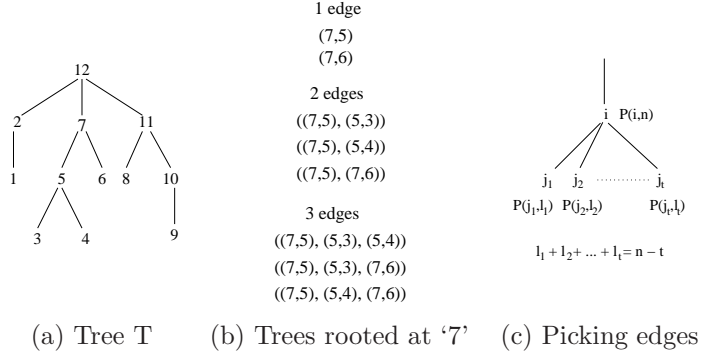 12
2 7 11
1 5 6 8 10
3 4 9
(a) Tree T
1 edge
(7,5)
(7,6)
2 edges
((7,5), (5,3))
((7,5), (5,4))
((7,5), (7,6))
3 edges
((7,5), (5,3), (5,4))
((7,5), (5,3), (7,6))
((7,5), (5,4), (7,6))
(b) Trees rooted at ‘7’
i P(i,n)
j₁ j₂ jₜ
P(j₁,l₁) P(j₂,l₂) P(jₜ,lₜ)
l₁ + l₂+ ... + lₜ= n − t
(c) Picking edges